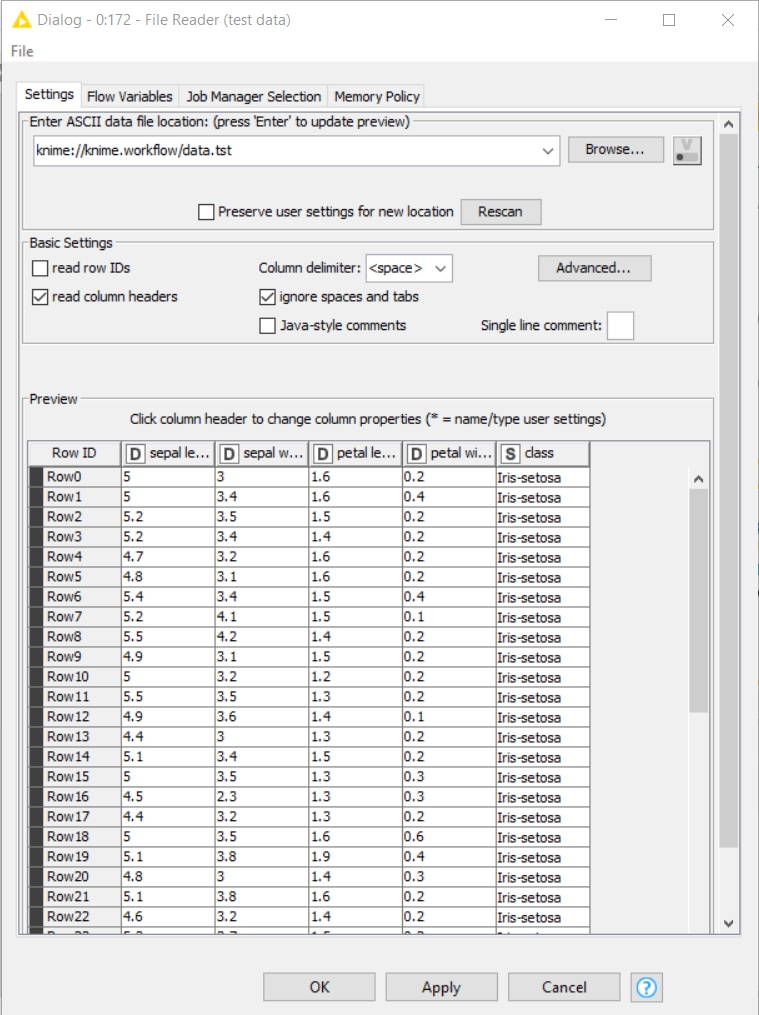 Dialog - 0:172 - File Reader (test data)
File
Settings Flow Variables Job Manager Selection Memory Policy
Enter ASCII data file location: (press 'Enter' to update preview)
knime://knime.workflow/data.tst Browse... V
Preserve user settings for new location Rescan
Basic Settings
read row IDs Column delimiter: <space> Advanced...
read column headers ignore spaces and tabs
Java-style comments Single line comment:
Preview
Click column header to change column properties (* = name/type user settings)
Row ID D sepal le... D sepal w... D petal le... D petal wi... S class
Row0 5 3 1.6 0.2 Iris-setosa
Row1 5 3.4 1.6 0.4 Iris-setosa
Row2 5.2 3.5 1.5 0.2 Iris-setosa
Row3 5.2 3.4 1.4 0.2 Iris-setosa
Row4 4.7 3.2 1.6 0.2 Iris-setosa
Row5 4.8 3.1 1.6 0.2 Iris-setosa
Row6 5.4 3.4 1.5 0.4 Iris-setosa
Row7 5.2 4.1 1.5 0.1 Iris-setosa
Row8 5.5 4.2 1.4 0.2 Iris-setosa
Row9 4.9 3.1 1.5 0.2 Iris-setosa
Row10 5 3.2 1.2 0.2 Iris-setosa
Row11 5.5 3.5 1.3 0.2 Iris-setosa
Row12 4.9 3.6 1.4 0.1 Iris-setosa
Row13 4.4 3 1.3 0.2 Iris-setosa
Row14 5.1 3.4 1.5 0.2 Iris-setosa
Row15 5 3.5 1.3 0.3 Iris-setosa
Row16 4.5 2.3 1.3 0.3 Iris-setosa
Row17 4.4 3.2 1.3 0.2 Iris-setosa
Row18 5 3.5 1.6 0.6 Iris-setosa
Row19 5.1 3.8 1.9 0.4 Iris-setosa
Row20 4.8 3 1.4 0.3 Iris-setosa
Row21 5.1 3.8 1.6 0.2 Iris-setosa
Row22 4.6 3.2 1.4 0.2 Iris-setosa
OK Apply Cancel ?